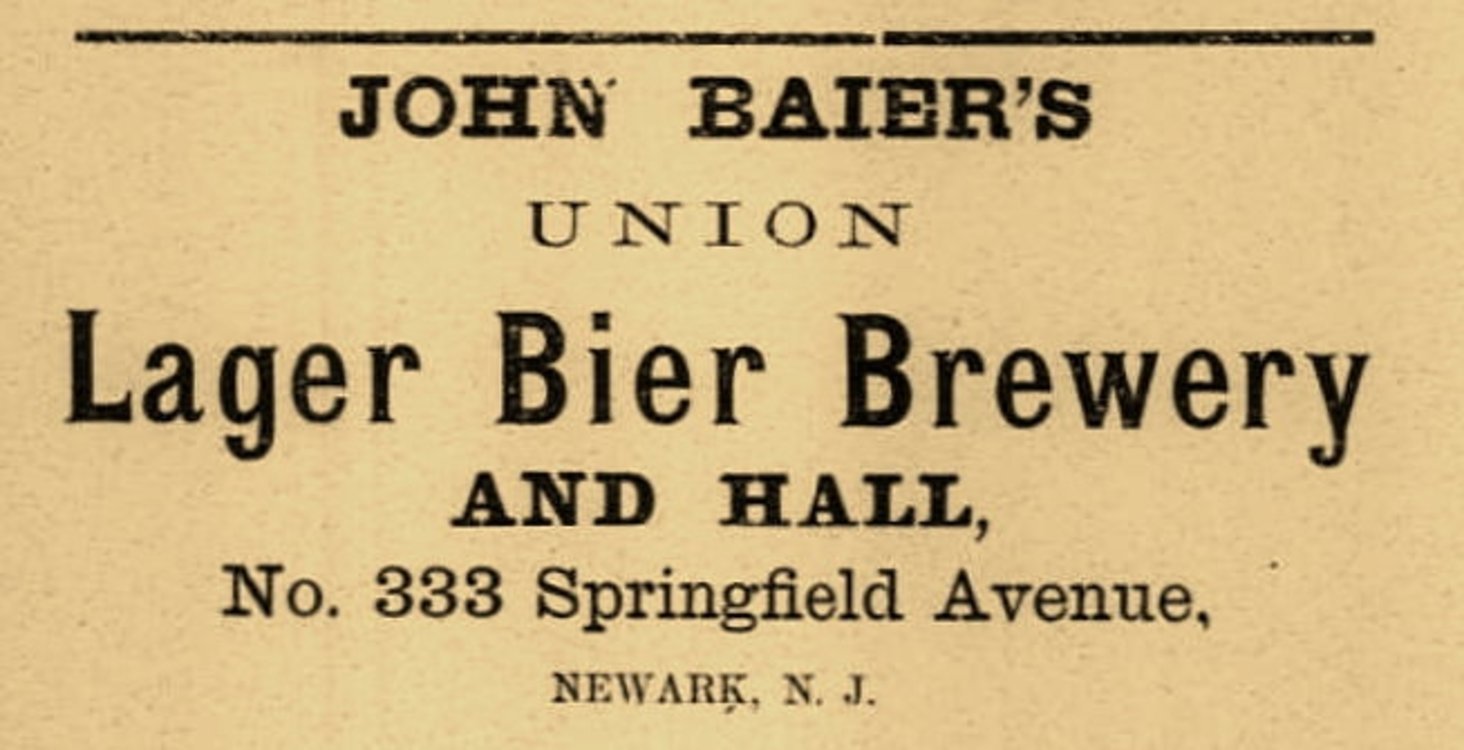 JOHN BAIER'S
UNION
Lager Bier Brewery
AND HALL,
No. 333 Springfield Avenue,
NEWARK, N. J.